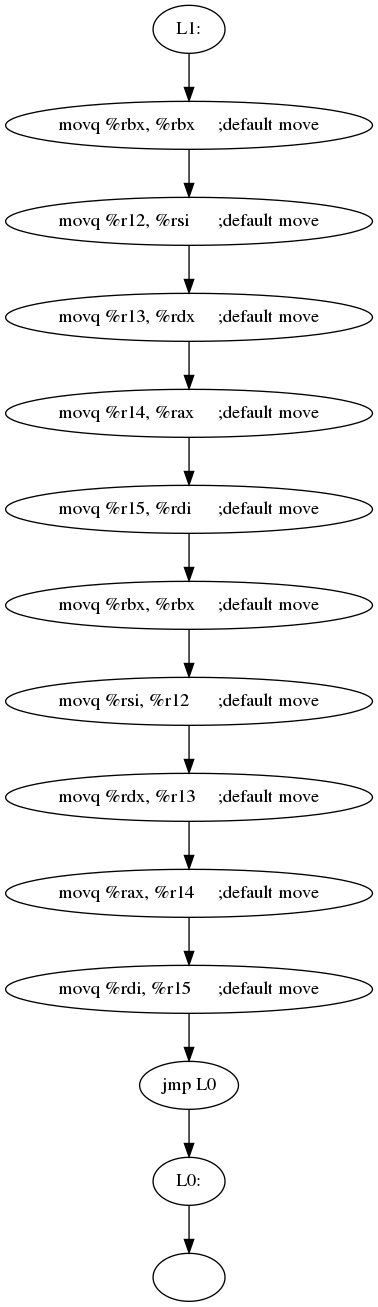 L1:
movq %rbx, %rbx ;default move
movq %r12, %rsi ;default move
movq %r13, %rdx ;default move
movq %r14, %rax ;default move
movq %r15, %rdi ;default move
movq %rbx, %rbx ;default move
movq %rsi, %r12 ;default move
movq %rdx, %r13 ;default move
movq %rax, %r14 ;default move
movq %rdi, %r15 ;default move
jmp L0
L0: